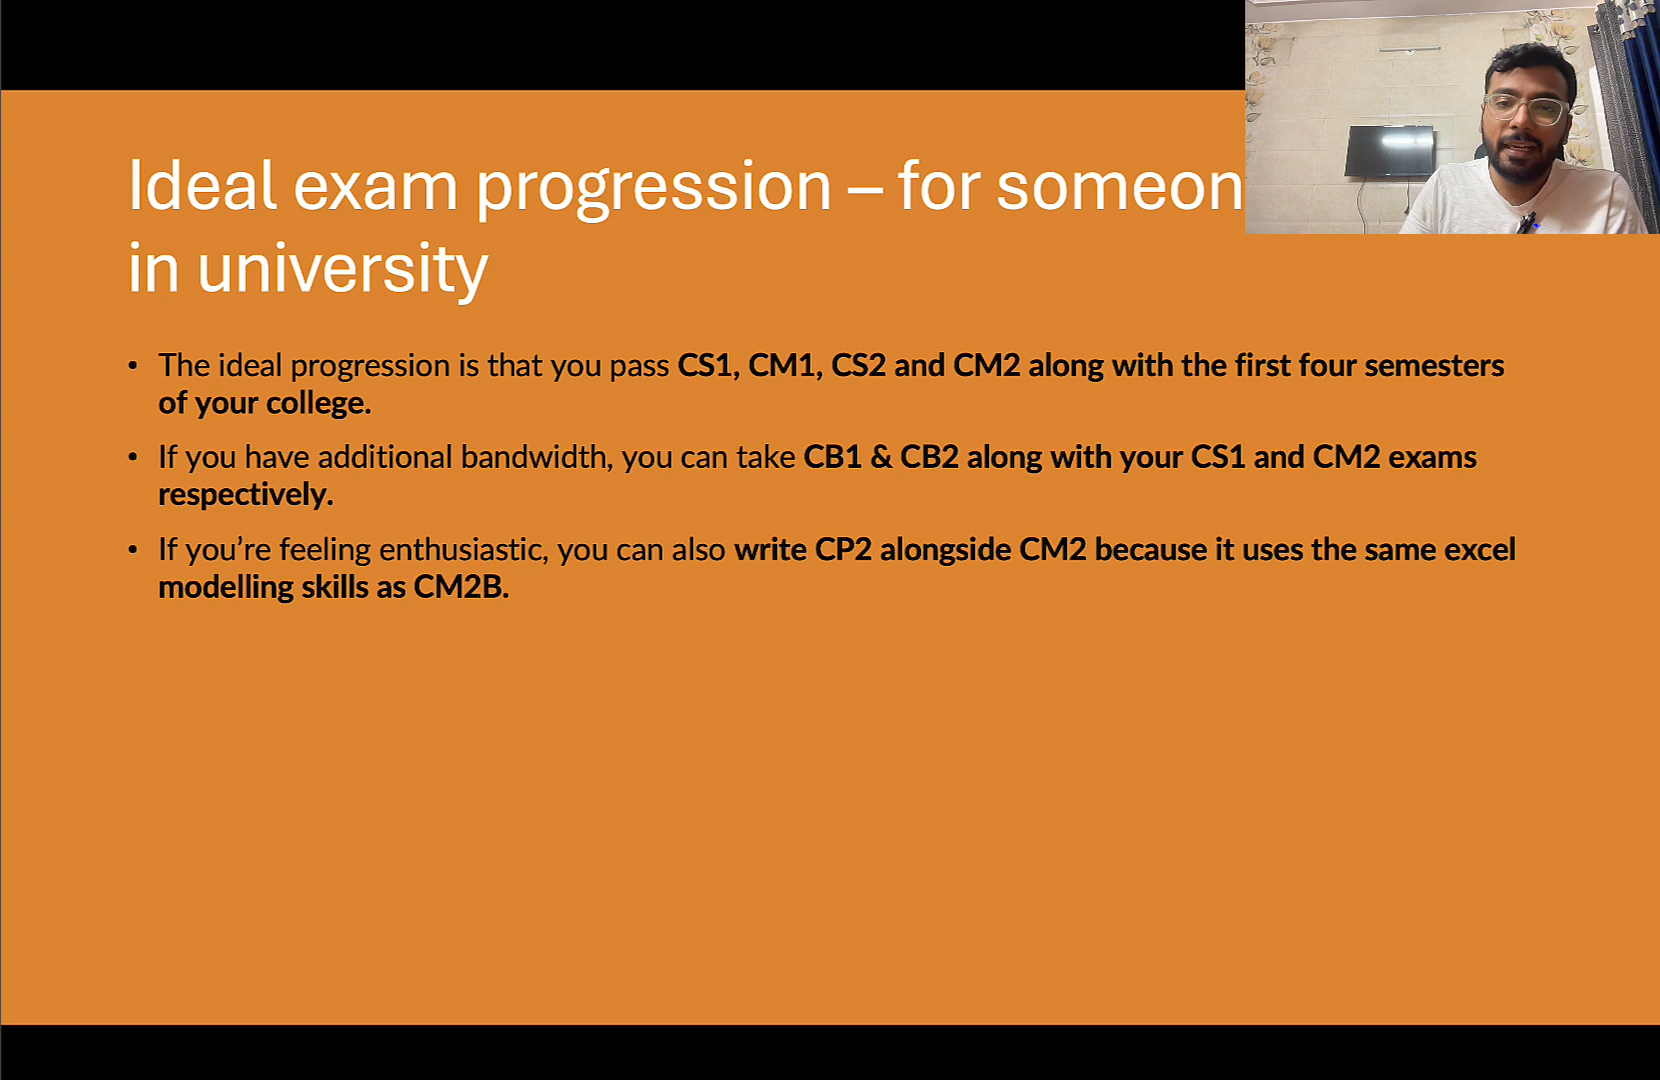 Ideal exam progression – for someon
in university
• The ideal progression is that you pass CS1, CM1, CS2 and CM2 along with the first four semesters
of your college.
• If you have additional bandwidth, you can take CB1 & CB2 along with your CS1 and CM2 exams
respectively.
• If you’re feeling enthusiastic, you can also write CP2 alongside CM2 because it uses the same excel
modelling skills as CM2B.